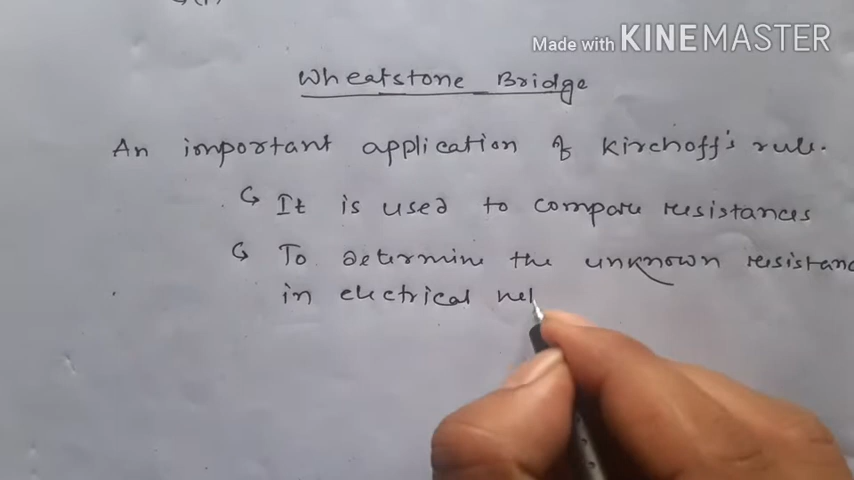 Made with KINEMASTER
Wheatstone Bridge
An important application of Kirchoff's rule.
↳ It is used to compare resistances
↳ To determine the unknown resistanc
in electrical net